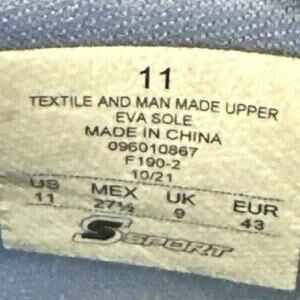 11
TEXTILE AND MAN MADE UPPER
EVA SOLE
MADE IN CHINA
096010867
F190-2
10/21
US MEX UK EUR
11 27½ 9 43
S SPORT